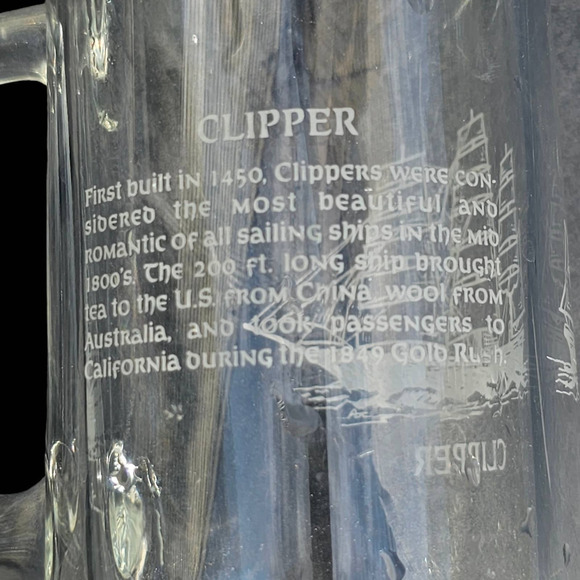 CLIPPER
First built in 1450, Clippers were con-
sidered the most beautiful and
romantic of all sailing ships in the mid
1800's. The 200 ft. long ship brought
tea to the U.S. from China, wool from
Australia, and took passengers to
California during the 1849 Gold Rush.
CLIPPER